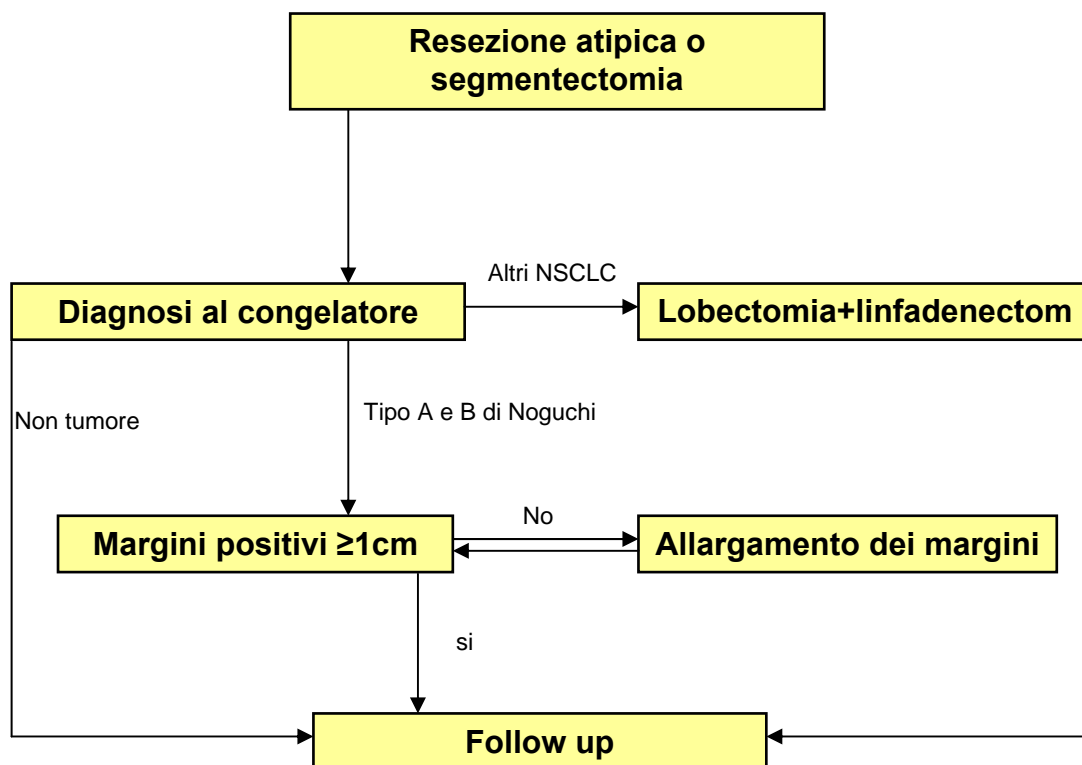 Resezione atipica o
segmentectomia
Altri NSCLC
Diagnosi al congelatore
Lobectomia+linfadenectom
Non tumore
Tipo A e B di Noguchi
No
Margini positivi ≥1cm
Allargamento dei margini
si
Follow up